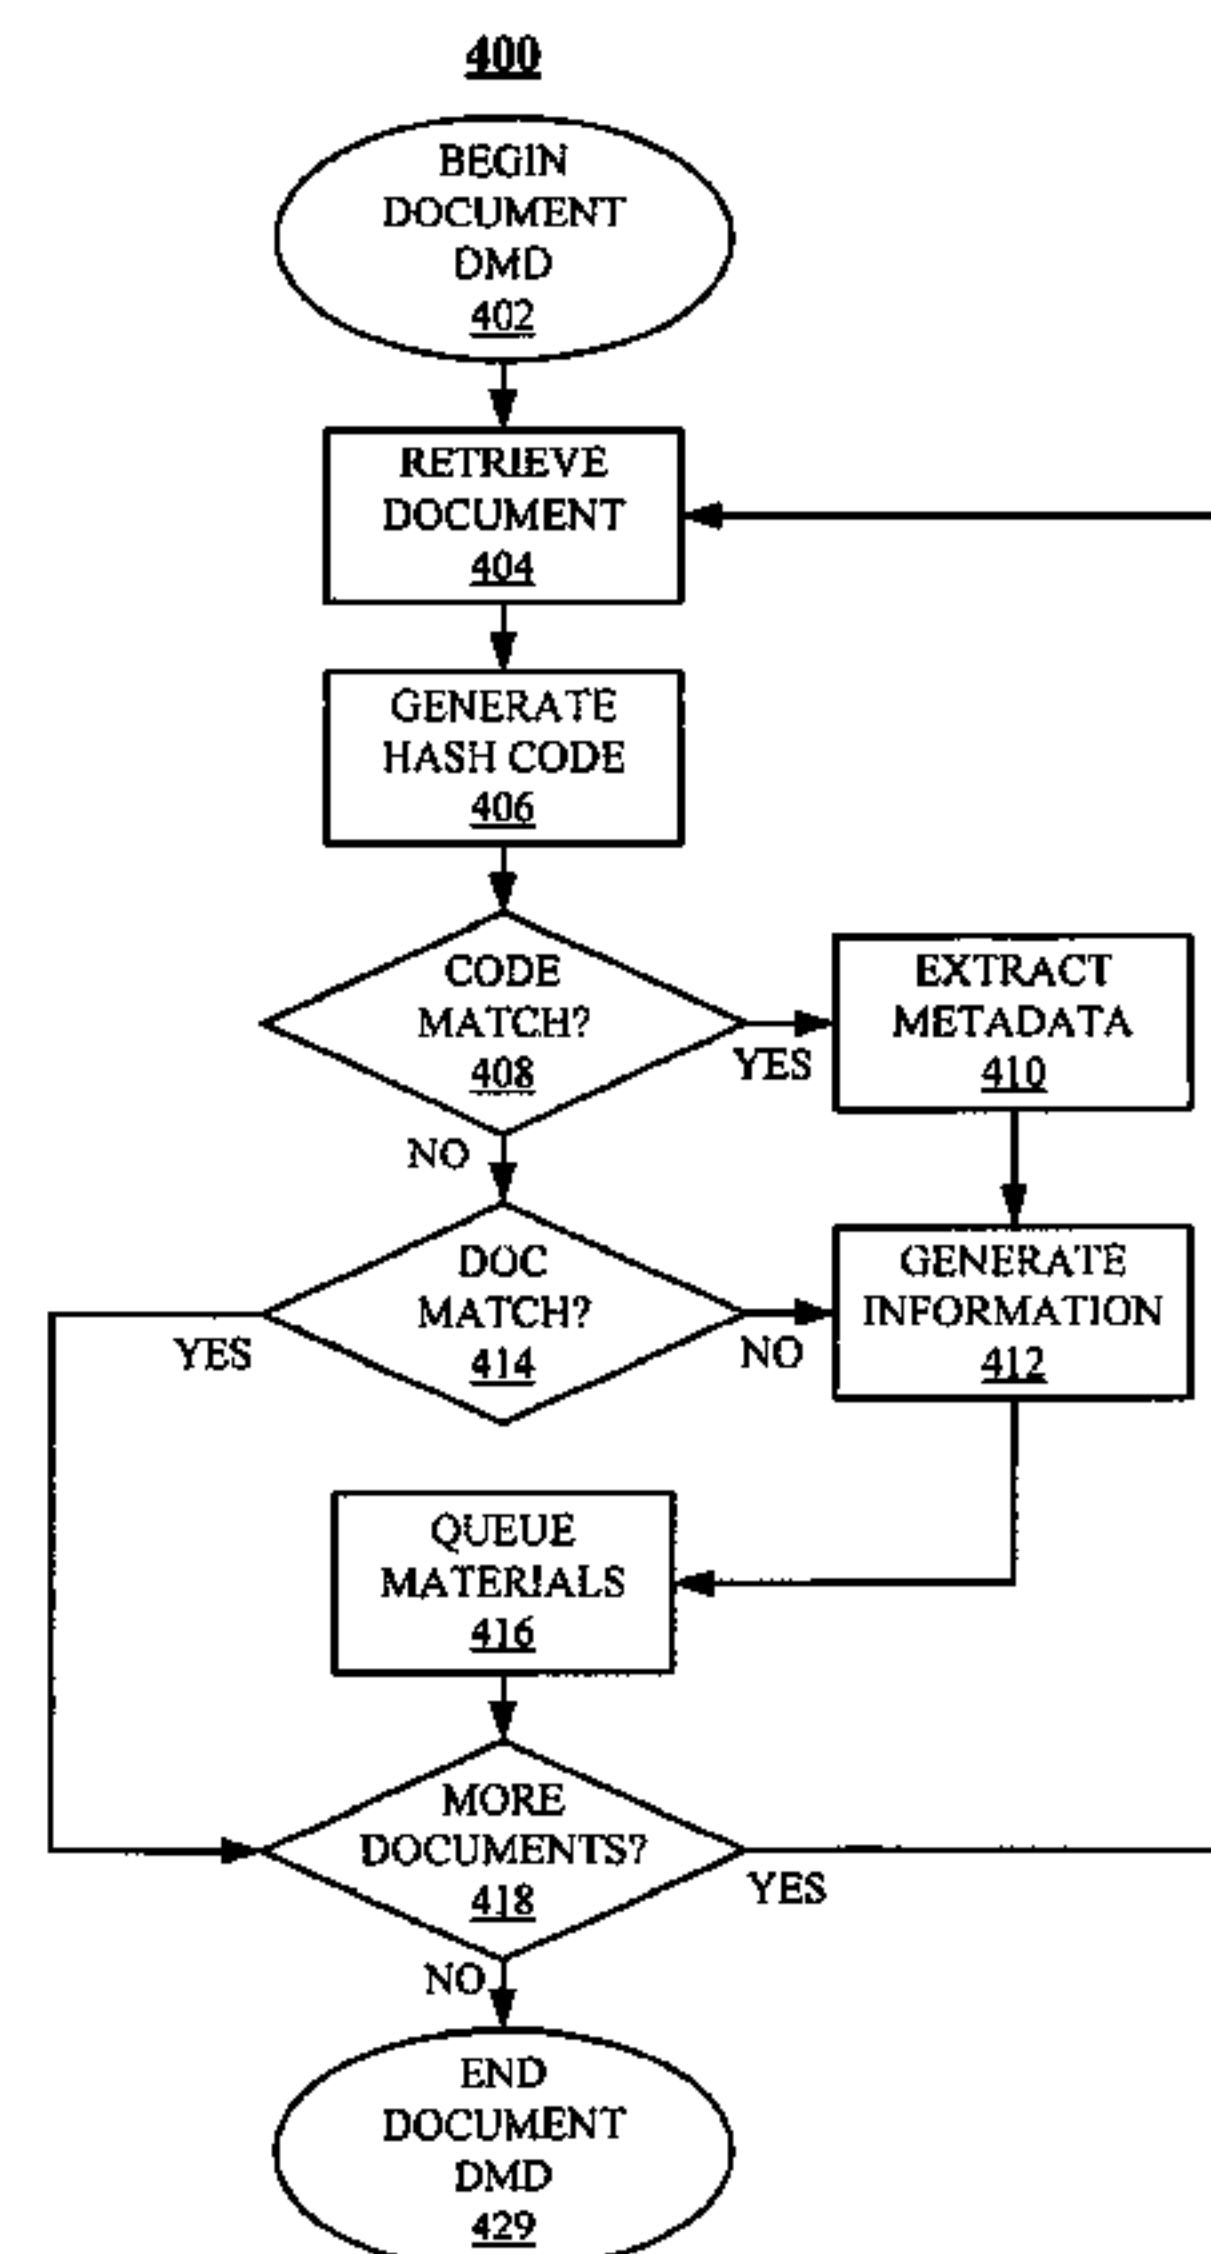 400
BEGIN
DOCUMENT
DMD
402
RETRIEVE
DOCUMENT
404
GENERATE
HASH CODE
406
CODE
MATCH?
408
YES
NO
EXTRACT
METADATA
410
DOC
MATCH?
414
YES
NO
GENERATE
INFORMATION
412
QUEUE
MATERIALS
416
MORE
DOCUMENTS?
418
YES
NO
END
DOCUMENT
DMD
429